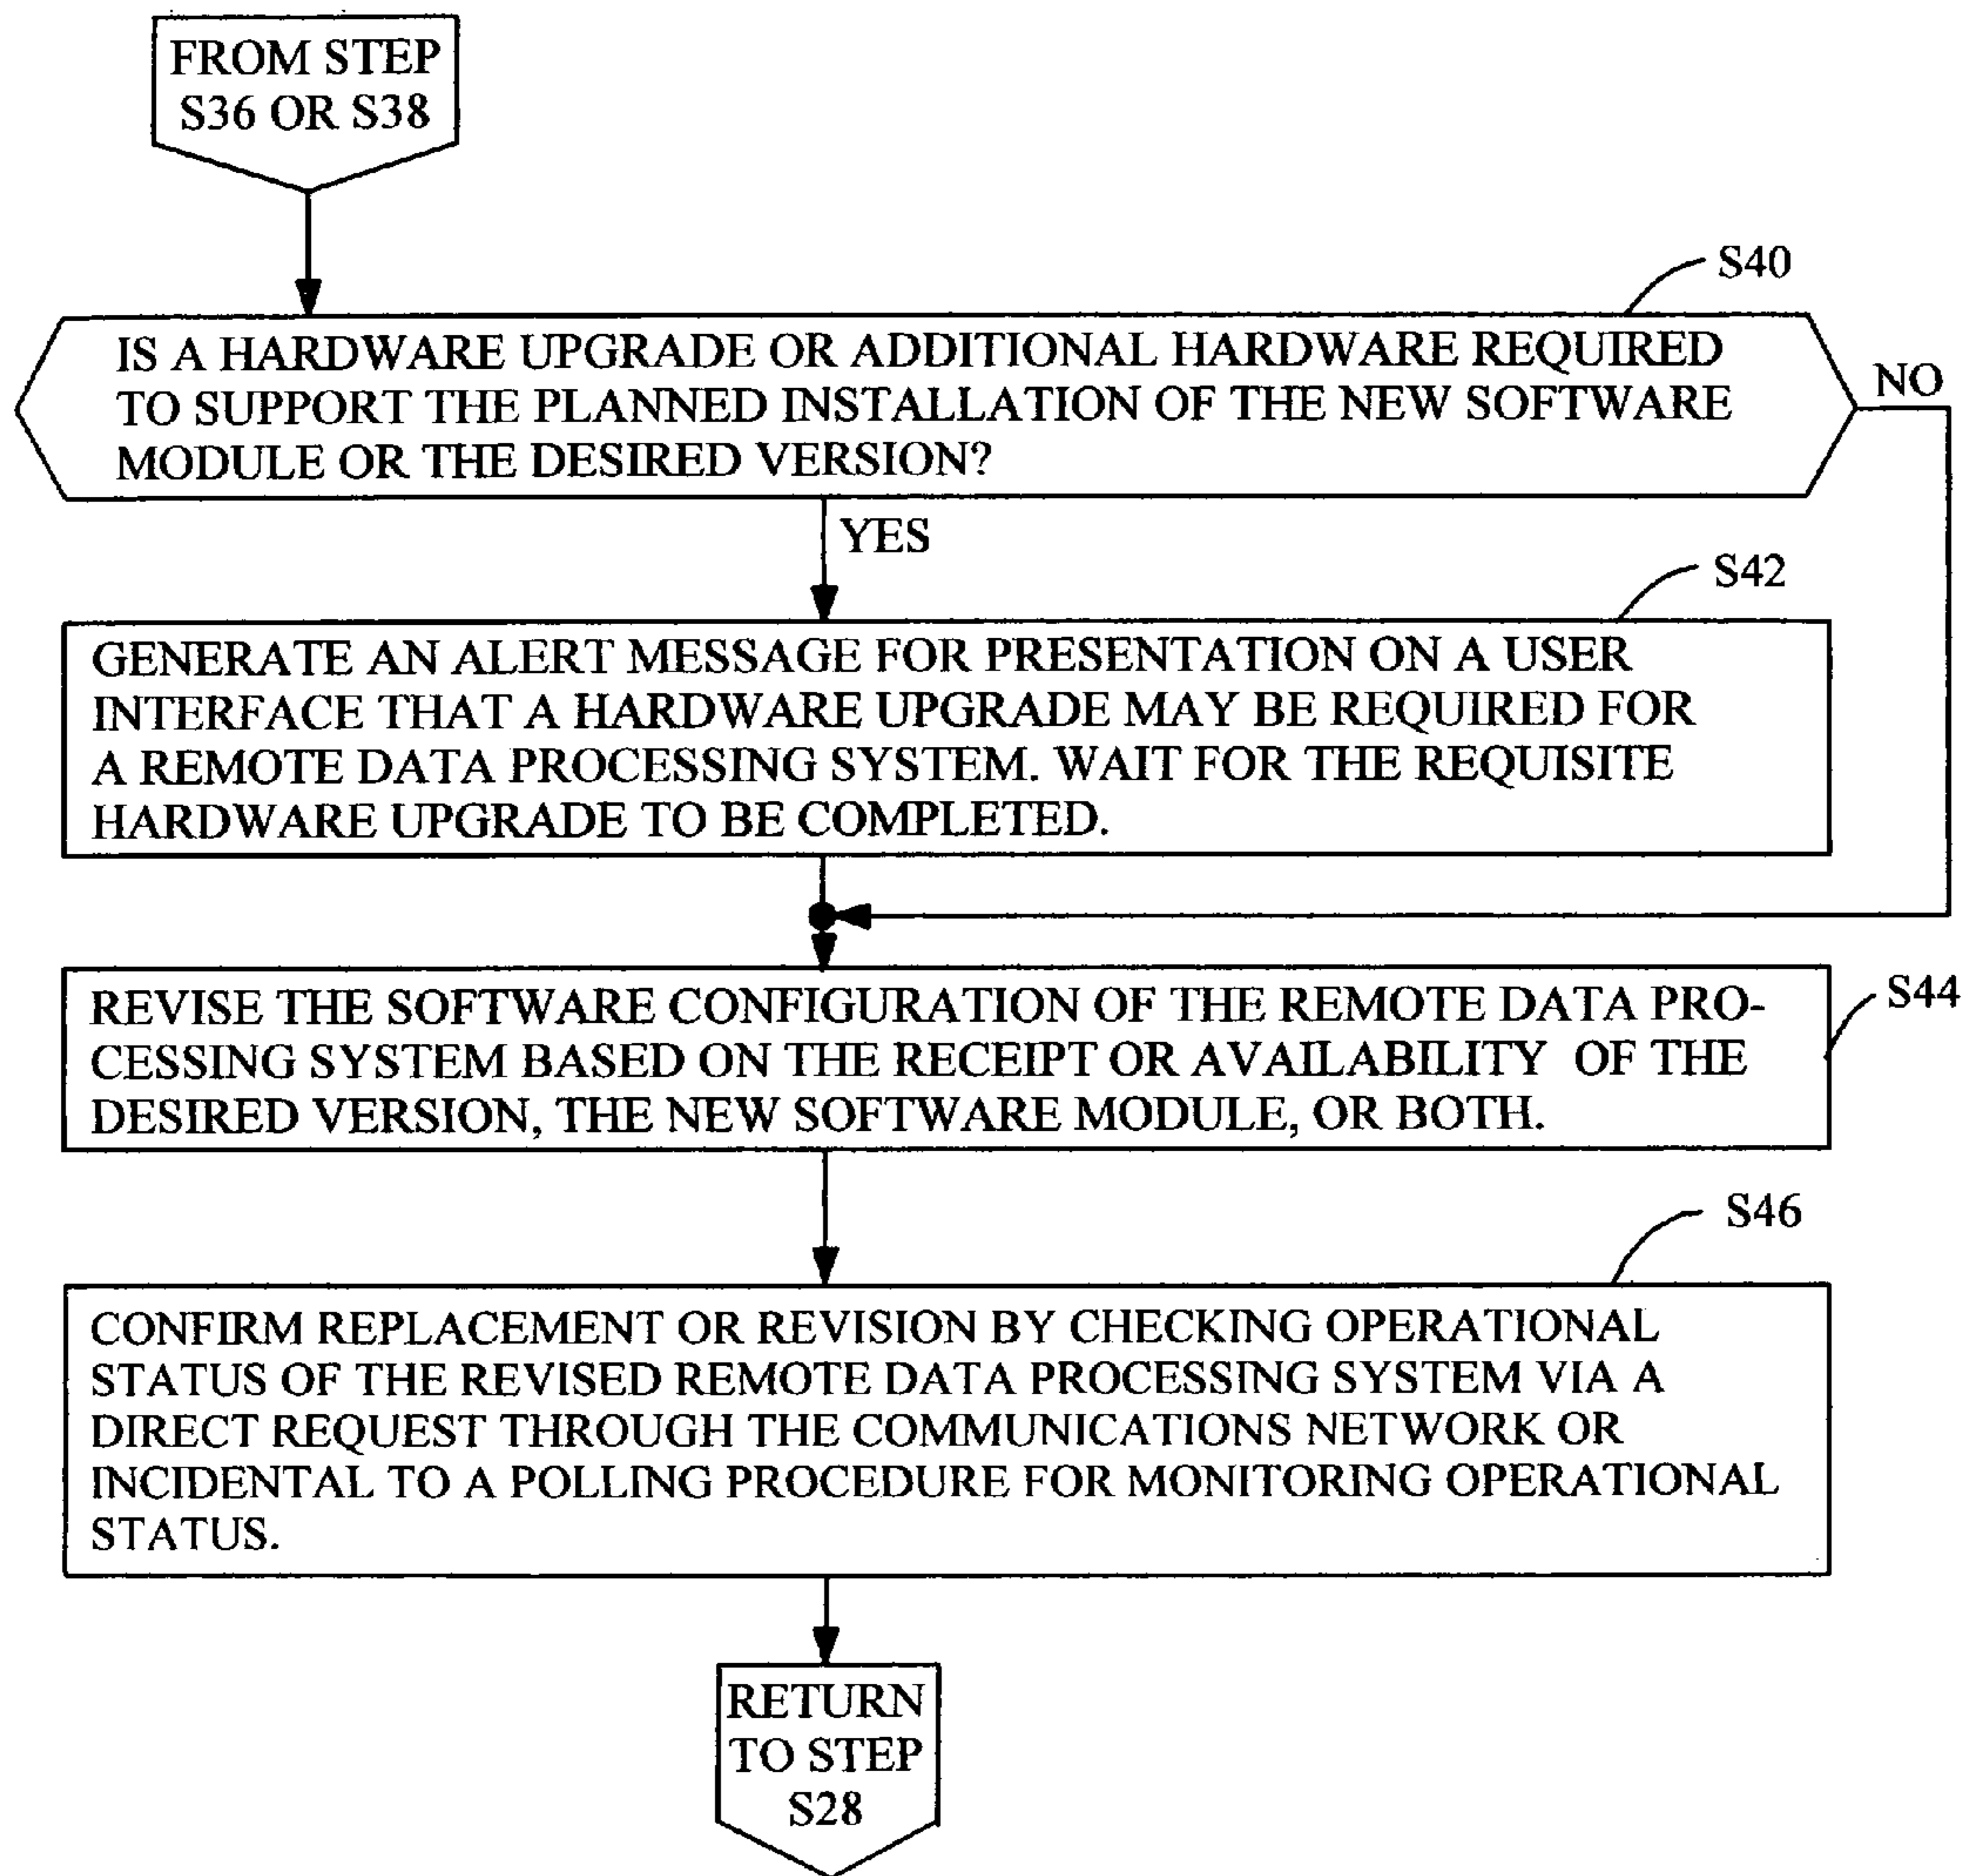 FROM STEP
S36 OR S38
S40
IS A HARDWARE UPGRADE OR ADDITIONAL HARDWARE REQUIRED
TO SUPPORT THE PLANNED INSTALLATION OF THE NEW SOFTWARE
MODULE OR THE DESIRED VERSION?
NO
YES
S42
GENERATE AN ALERT MESSAGE FOR PRESENTATION ON A USER
INTERFACE THAT A HARDWARE UPGRADE MAY BE REQUIRED FOR
A REMOTE DATA PROCESSING SYSTEM. WAIT FOR THE REQUISITE
HARDWARE UPGRADE TO BE COMPLETED.
REVISE THE SOFTWARE CONFIGURATION OF THE REMOTE DATA PRO-
CESSING SYSTEM BASED ON THE RECEIPT OR AVAILABILITY OF THE
DESIRED VERSION, THE NEW SOFTWARE MODULE, OR BOTH.
S44
S46
CONFIRM REPLACEMENT OR REVISION BY CHECKING OPERATIONAL
STATUS OF THE REVISED REMOTE DATA PROCESSING SYSTEM VIA A
DIRECT REQUEST THROUGH THE COMMUNICATIONS NETWORK OR
INCIDENTAL TO A POLLING PROCEDURE FOR MONITORING OPERATIONAL
STATUS.
RETURN
TO STEP
S28